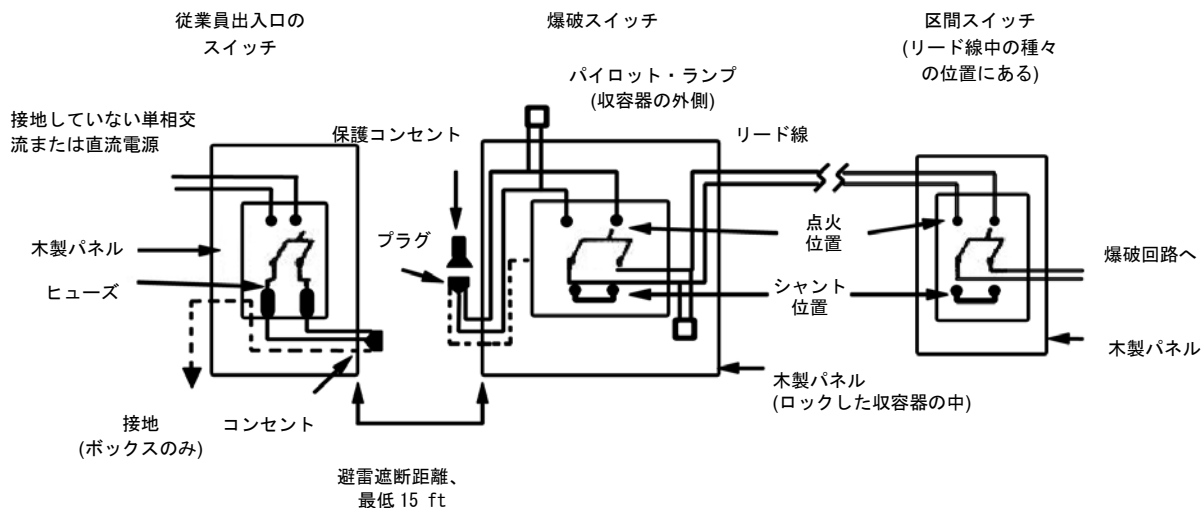 従業員出入口の
スイッチ
爆破スイッチ
区間スイッチ
(リード線中の種々
の位置にある)
パイロット・ランプ
(収容器の外側)
接地していない単相交
流または直流電源
保護コンセント
リード線
木製パネル
プラグ
点火
位置
ヒューズ
シャント
位置
爆破回路へ
木製パネル
木製パネル
(ロックした収容器の中)
接地
(ボックスのみ)
コンセント
避雷遮断距離、
最低 15 ft